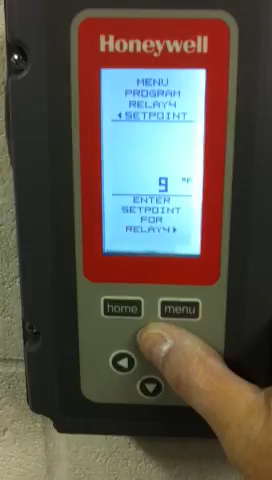 Honeywell
MENU
PROGRAM
RELAY4
◂SETPOINT
9 °F
ENTER
SETPOINT
FOR
RELAY4▸
home menu